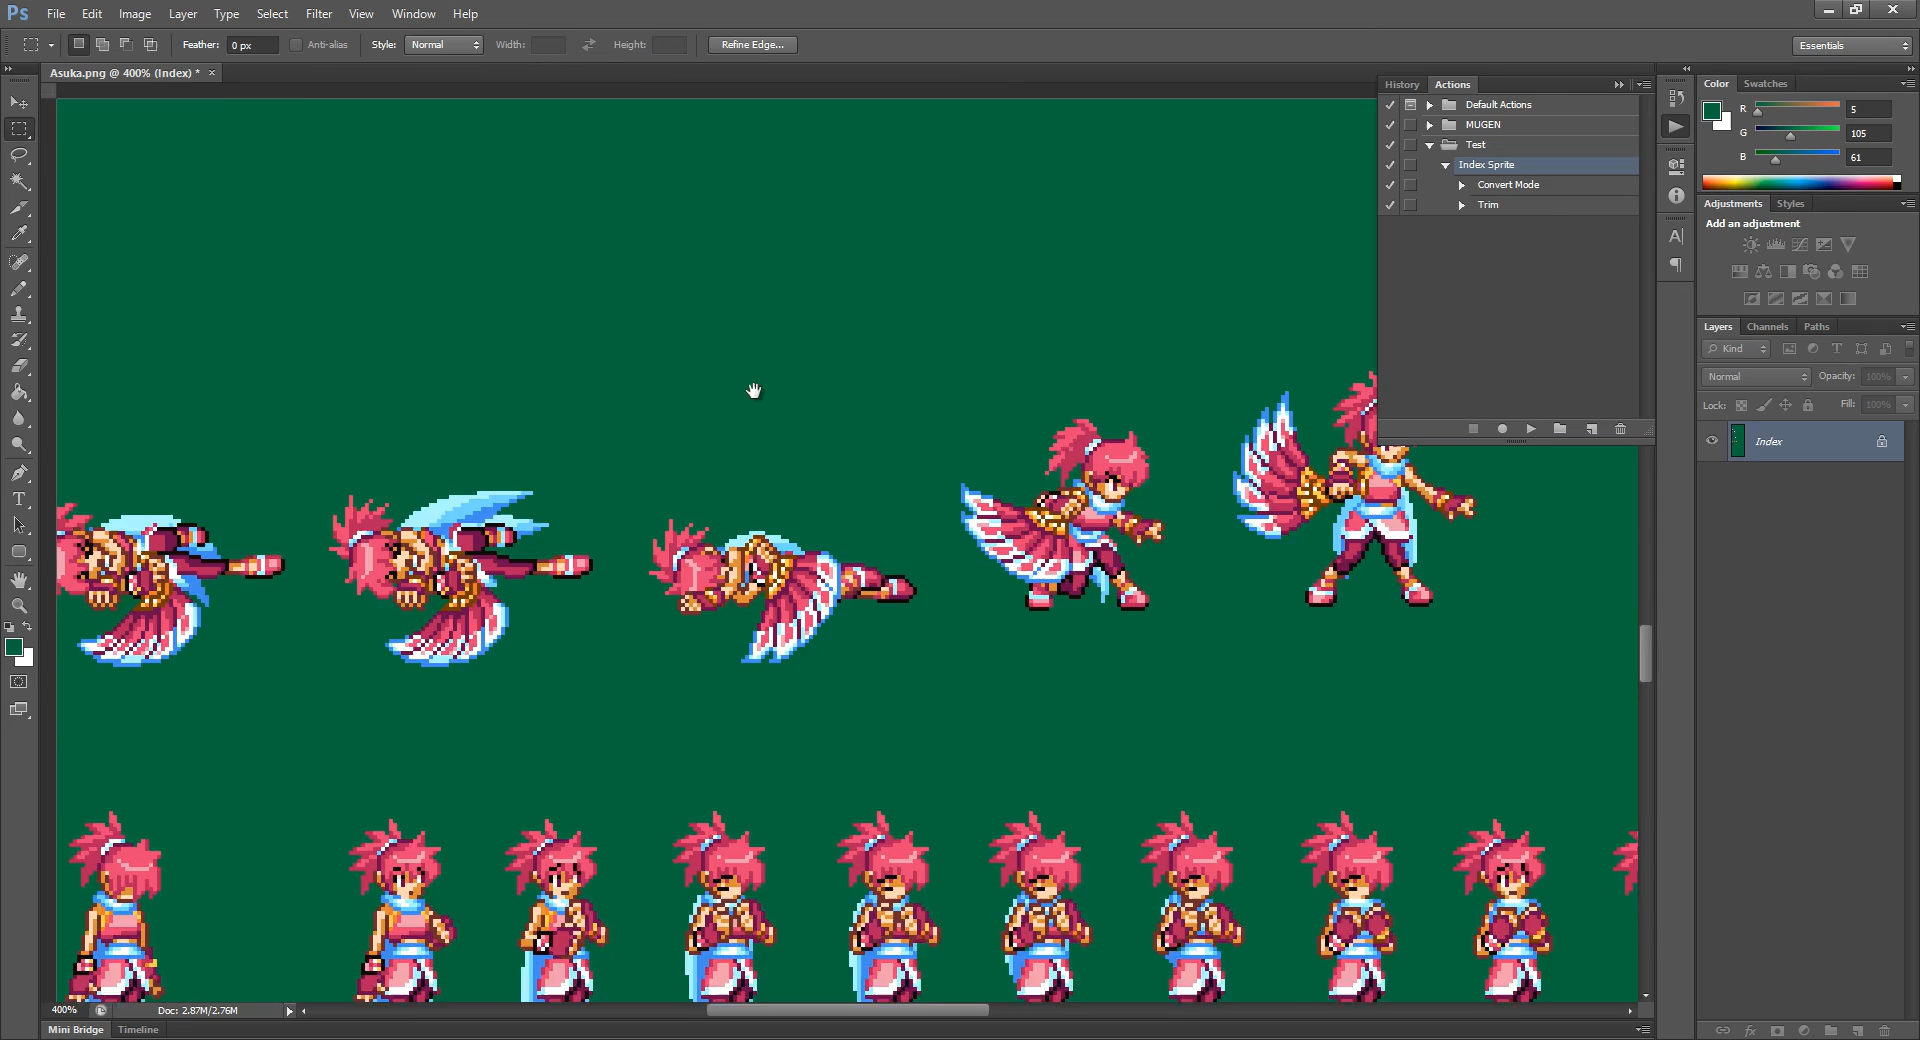 Ps File Edit Image Layer Type Select Filter View Window Help
Feather: 0 px Anti-alias Style: Normal Width: Height: Refine Edge... Essentials
Asuka.png @ 400% (Index) * ×
History Actions
Default Actions
MUGEN
Test
Index Sprite
Convert Mode
Trim
Color Swatches
R 5
G 105
B 61
Adjustments Styles
Add an adjustment
Layers Channels Paths
Kind
Normal Opacity: 100%
Lock: Fill: 100%
Index
400% Doc: 2.87M/2.76M
Mini Bridge Timeline